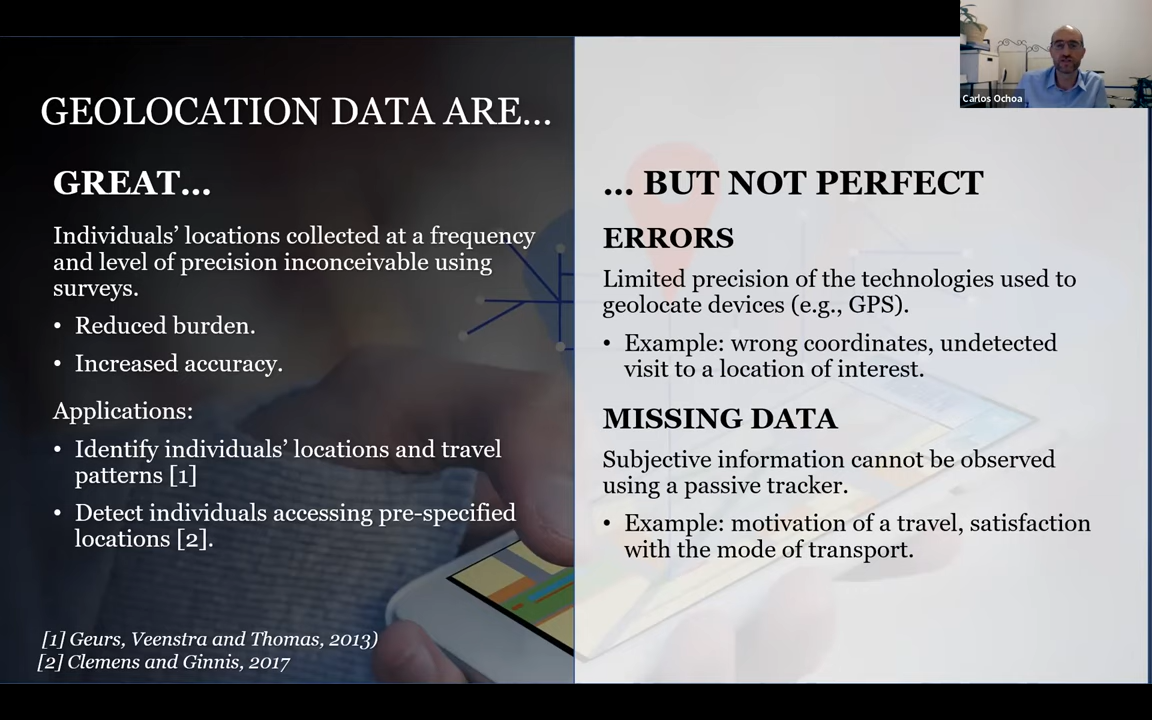 GEOLOCATION DATA ARE...
GREAT...
Individuals’ locations collected at a frequency
and level of precision inconceivable using
surveys.
• Reduced burden.
• Increased accuracy.
Applications:
• Identify individuals’ locations and travel
patterns [1]
• Detect individuals accessing pre-specified
locations [2].
[1] Geurs, Veenstra and Thomas, 2013)
[2] Clemens and Ginnis, 2017
... BUT NOT PERFECT
ERRORS
Limited precision of the technologies used to
geolocate devices (e.g., GPS).
• Example: wrong coordinates, undetected
visit to a location of interest.
MISSING DATA
Subjective information cannot be observed
using a passive tracker.
• Example: motivation of a travel, satisfaction
with the mode of transport.
Carlos Ochoa